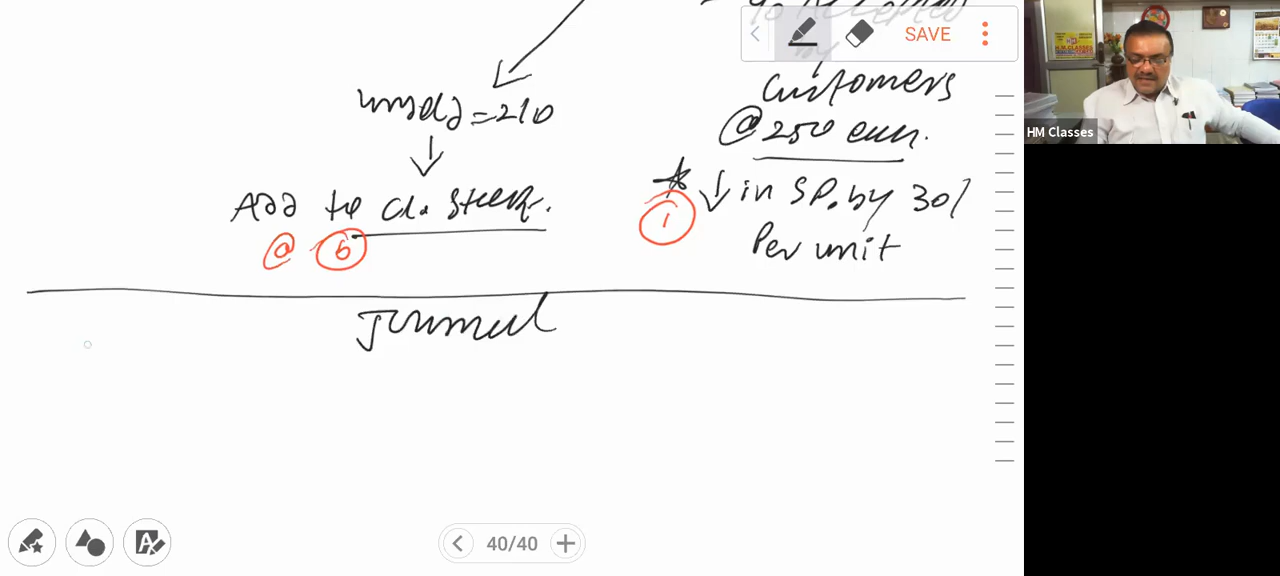 SAVE
Customers
@ 250 each.
unsold = 210
Add to Cl. Stock.
@ 6
1
↓ in SP. by 30/
Per unit
Journal
HM Classes
40/40